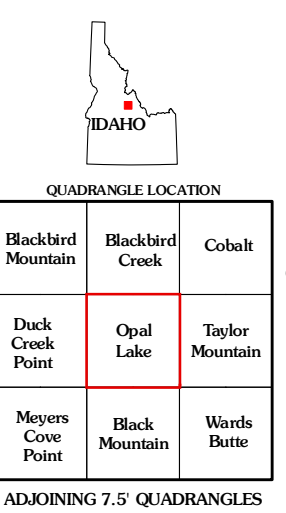 IDAHO
QUADRANGLE LOCATION
Blackbird
Mountain
Blackbird
Creek
Cobalt
Duck
Creek
Point
Opal
Lake
Taylor
Mountain
Meyers
Cove
Point
Black
Mountain
Wards
Butte
ADJOINING 7.5' QUADRANGLES